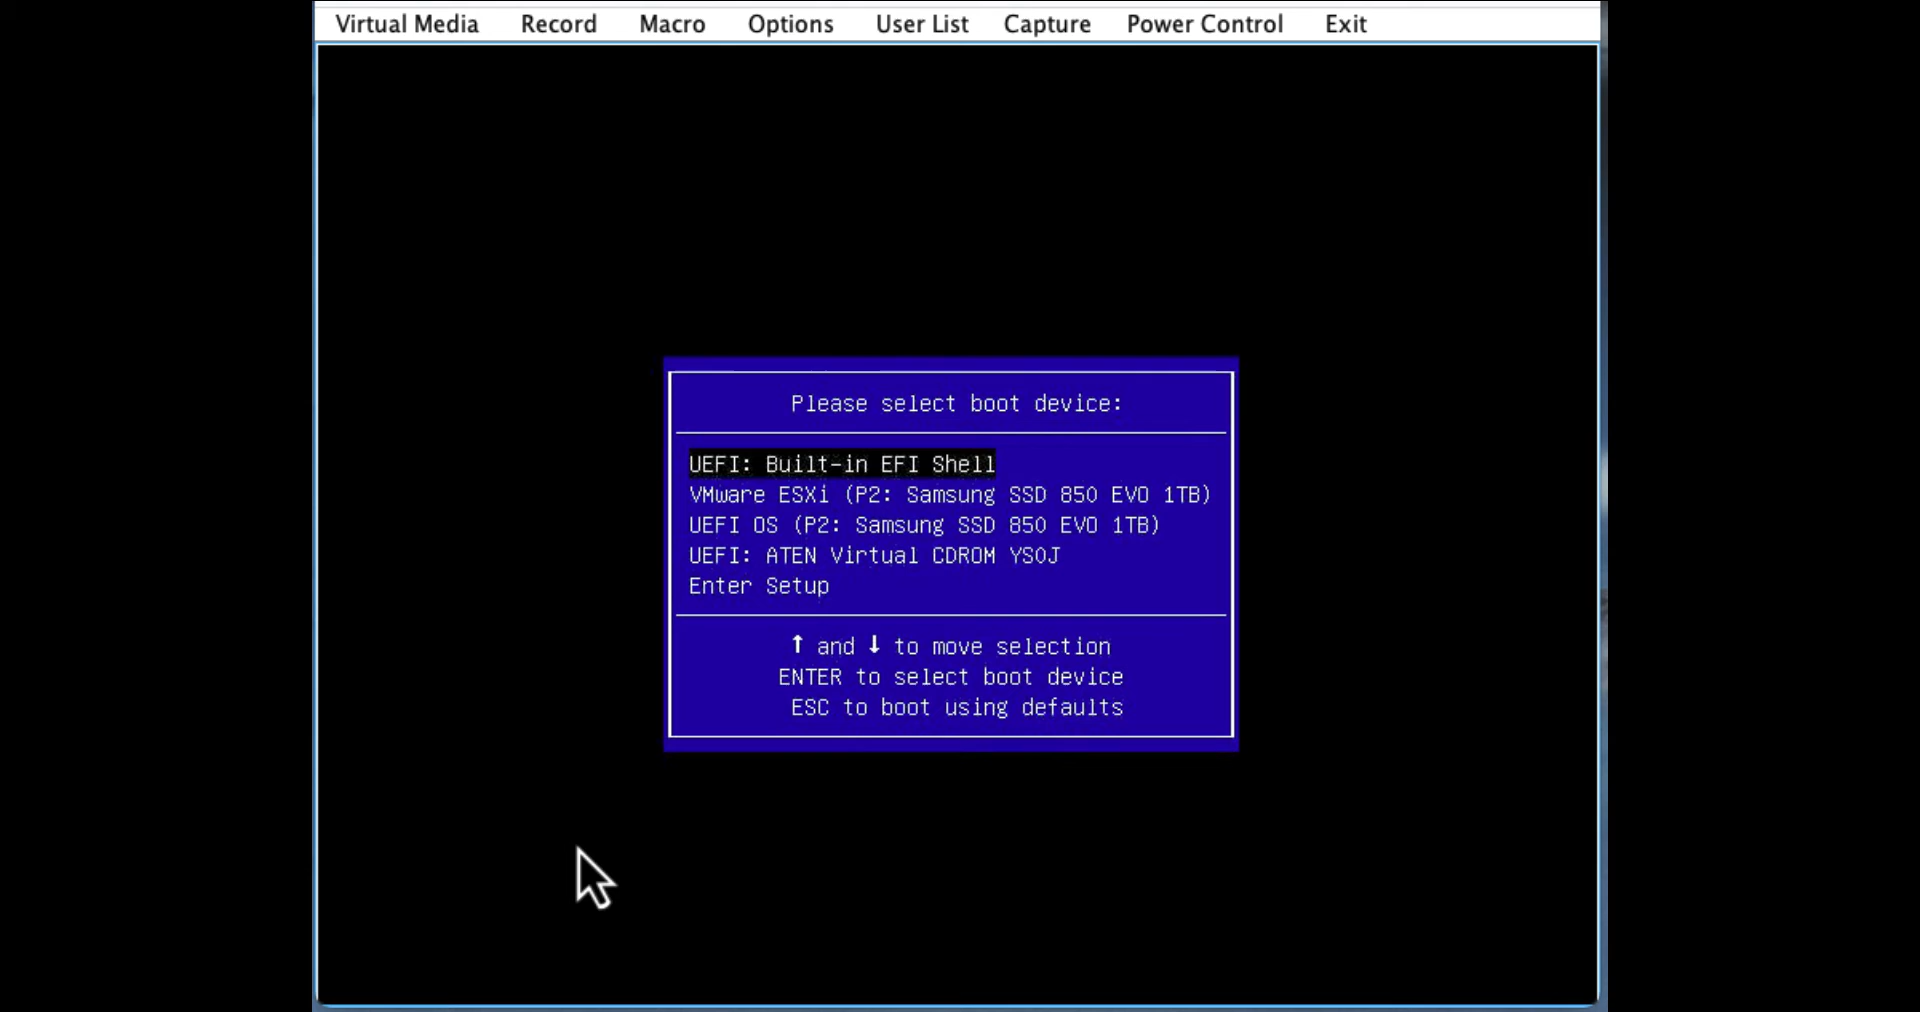 Virtual Media Record Macro Options User List Capture Power Control Exit
Please select boot device:
UEFI: Built-in EFI Shell
VMware ESXi (P2: Samsung SSD 850 EVO 1TB)
UEFI OS (P2: Samsung SSD 850 EVO 1TB)
UEFI: ATEN Virtual CDROM YS0J
Enter Setup
↑ and ↓ to move selection
ENTER to select boot device
ESC to boot using defaults